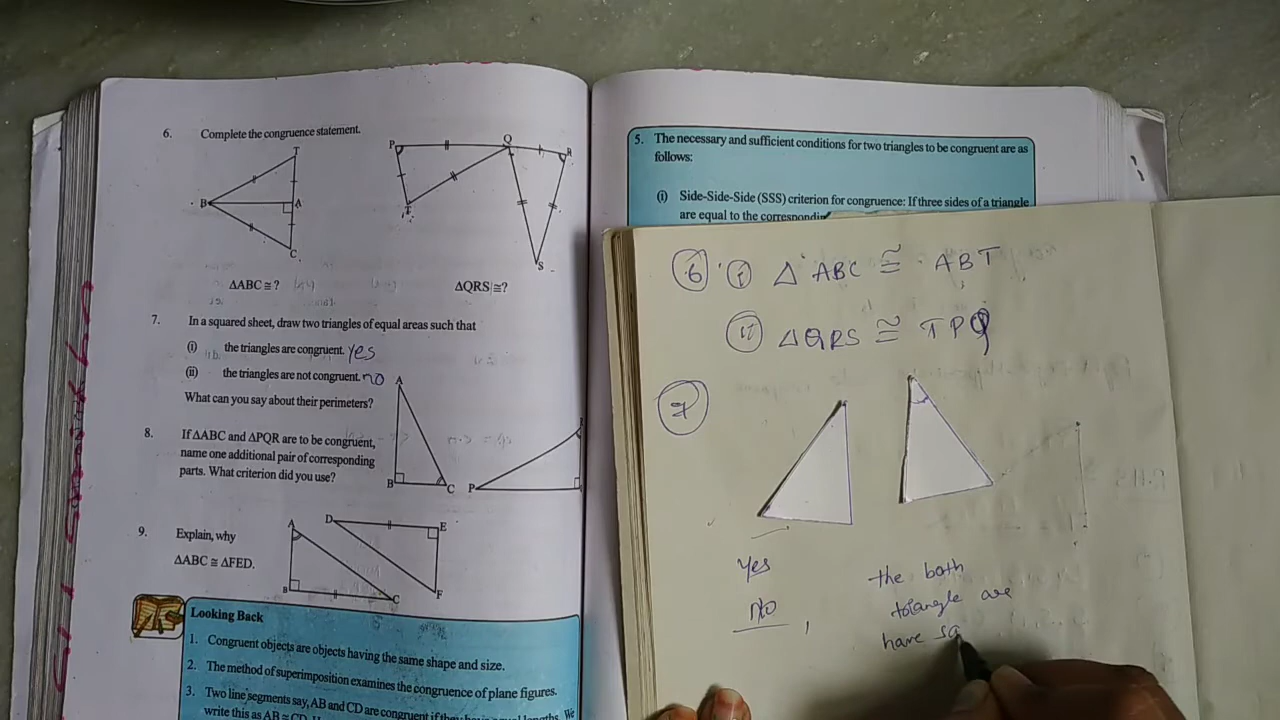 6. Complete the congruence statement.
T
B
A
C
P
Q
R
T
S
ΔABC ≅ ?
ΔQRS ≅ ?
7. In a squared sheet, draw two triangles of equal areas such that
(i) the triangles are congruent. yes
(ii) the triangles are not congruent. no
What can you say about their perimeters?
8. If ΔABC and ΔPQR are to be congruent,
name one additional pair of corresponding
parts. What criterion did you use?
A
B
C
P
9. Explain, why
ΔABC ≅ ΔFED.
A
D
E
B
C
F
Looking Back
1. Congruent objects are objects having the same shape and size.
2. The method of superimposition examines the congruence of plane figures.
3. Two line segments say, AB and CD are congruent if they have equal lengths. We
write this as AB ≅ CD.
5. The necessary and sufficient conditions for two triangles to be congruent are as
follows:
(i) Side-Side-Side (SSS) criterion for congruence: If three sides of a triangle
are equal to the correspondin
6 (i) Δ ABC ≅ ABT
(ii) ΔQRS ≅ TPQ
7
yes
no ,
the both
triangle are
have sa